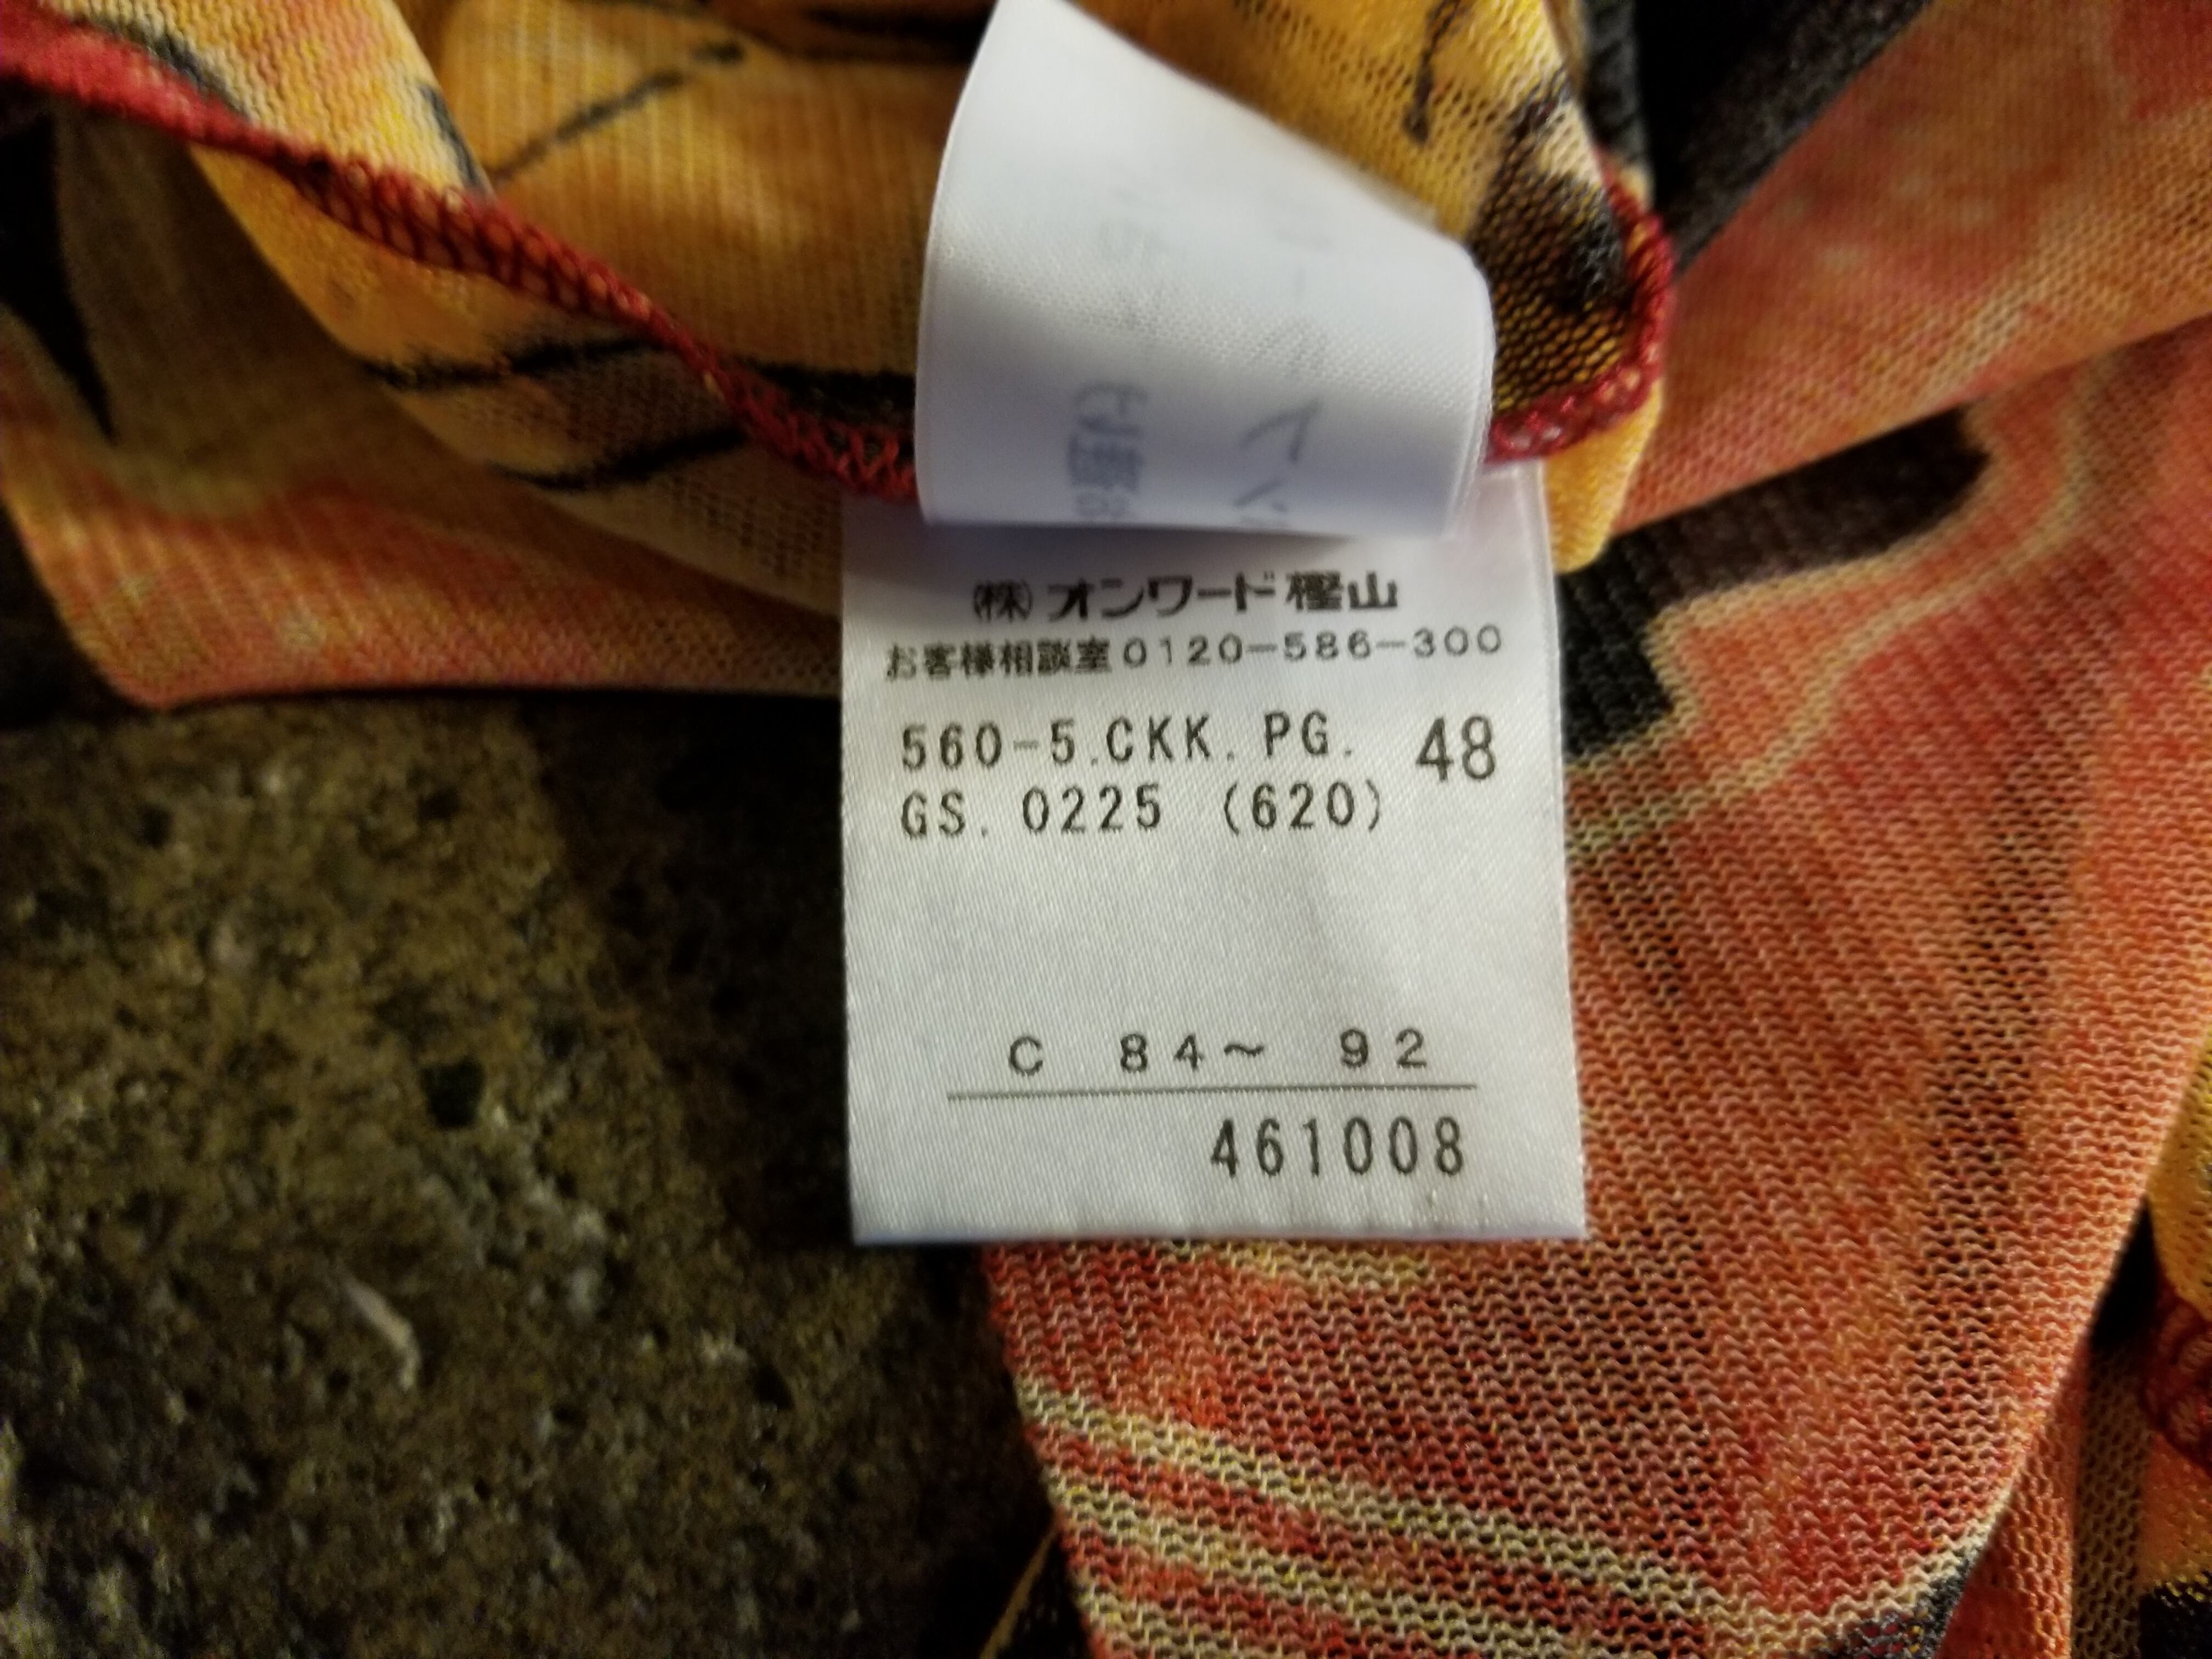 ㈱オンワード樫山
お客様相談室0120-586-300
560-5.CKK. PG. 48
GS. 0225 (620)
C 84～ 92
461008